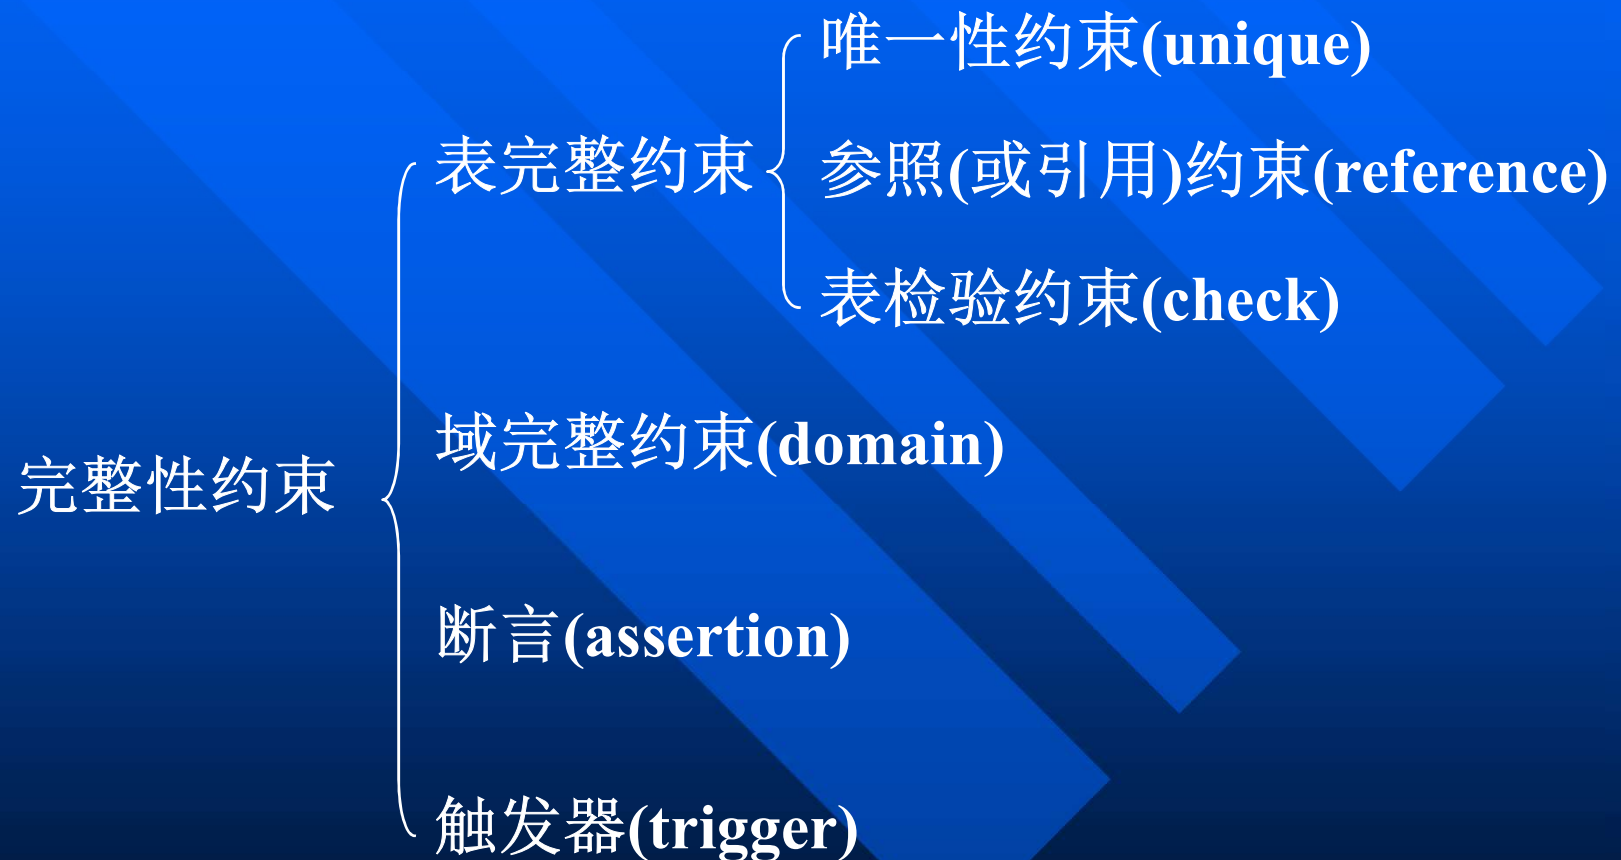 唯一性约束(unique)
表完整约束
参照(或引用)约束(reference)
表检验约束(check)
域完整约束(domain)
完整性约束
断言(assertion)
触发器(trigger)